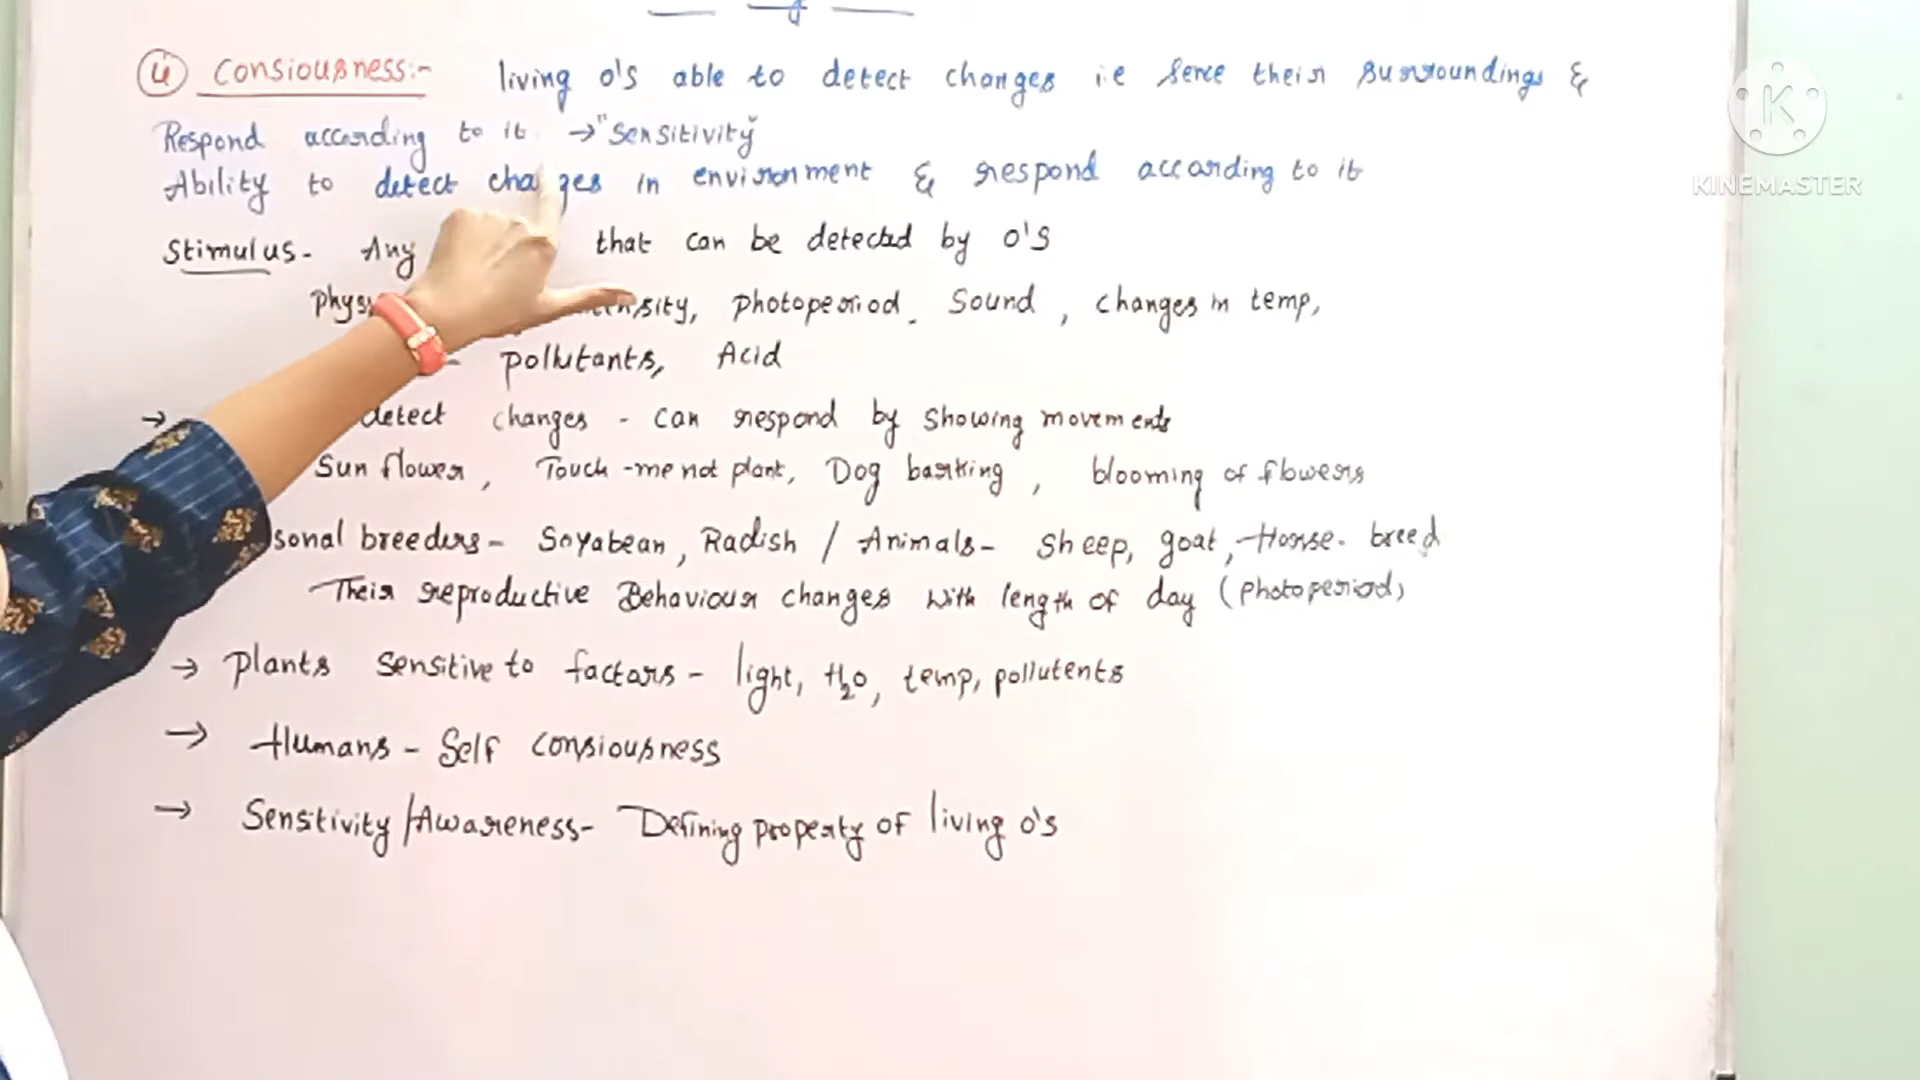 4 Consiousness:- living o's able to detect changes i.e sence their surroundings &
Respond according to it → "Sensitivity"
Ability to detect changes in environment & respond according to it
Stimulus - Any that can be detected by o's
photoperiod, Sound, changes in temp,
- pollutants, Acid
→ detect changes - can respond by showing movements
Sun flower, Touch-me not plant, Dog barking, blooming of flowers
sonal breeders - Soyabean, Radish / Animals - Sheep, goat, Horse - breed
Their reproductive Behaviour changes with length of day (photoperiod)
→ plants sensitive to factors - light, H2O, temp, pollutents
→ Humans - Self consiousness
→ Sensitivity/Awareness - Defining property of living o's
KINEMASTER